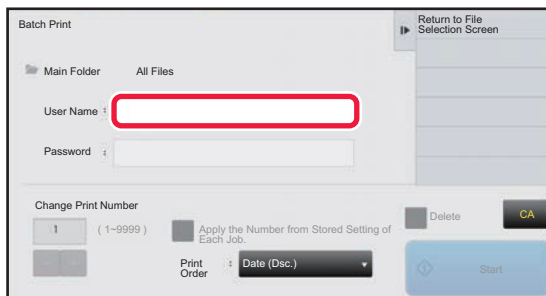 Batch Print
Return to File
Selection Screen
Main Folder All Files
User Name :
Password :
Change Print Number
1 ( 1~9999 )
Apply the Number from Stored Setting of
Each Job.
Delete
CA
Print
Order : Date (Dsc.)
Start